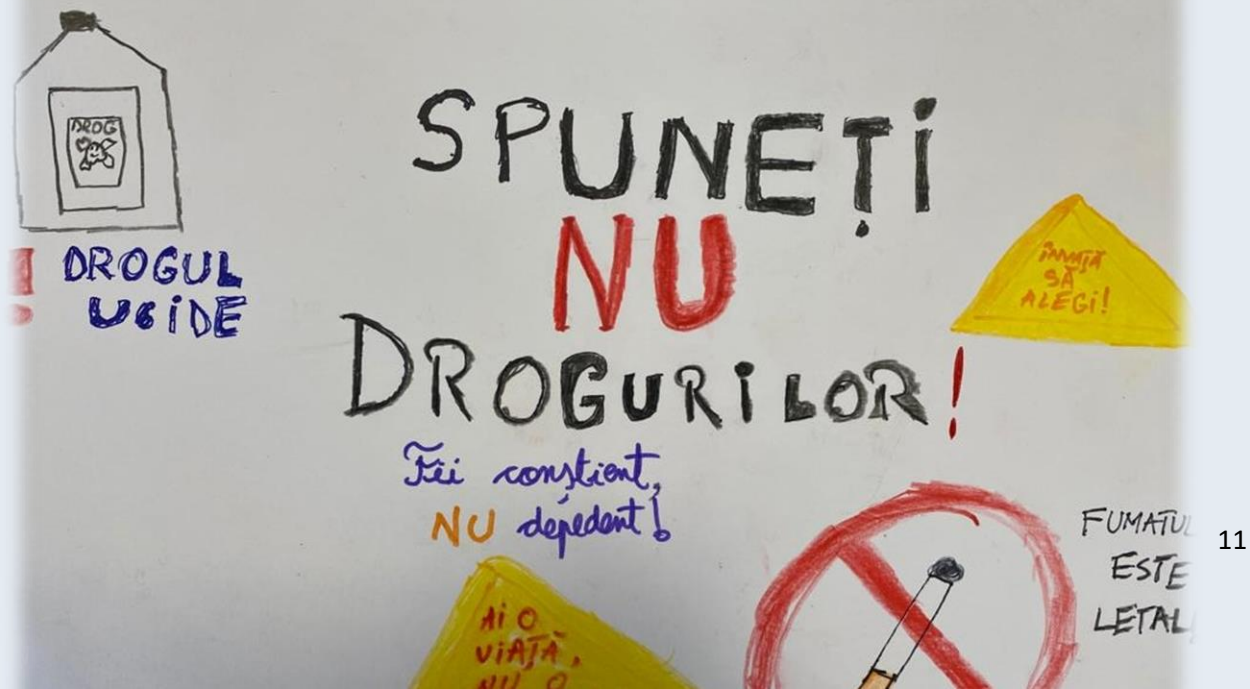 DROG
SPUNEȚI
NU
DROGURILOR!
! DROGUL
UCIDE
ÎNVAȚĂ
SĂ
ALEGI!
Fii conștient,
NU depedent!
FUMATUL
ESTE
LETAL
11
AI O
VIAȚĂ,
NU O